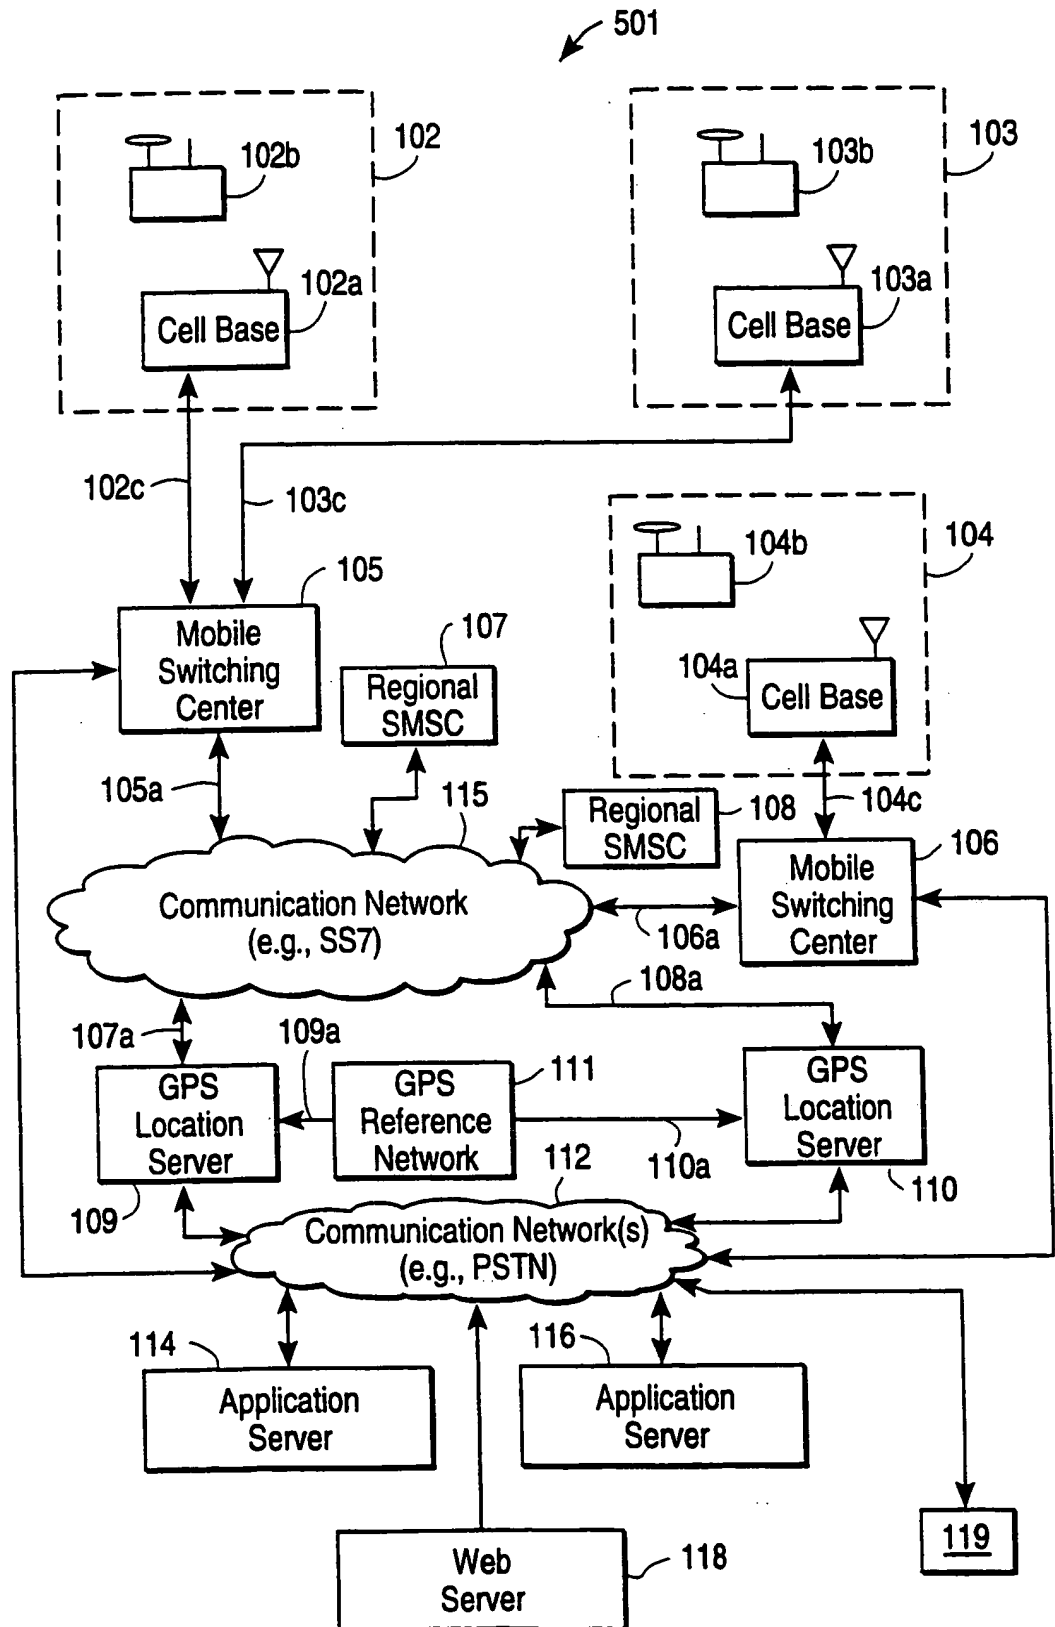 501
102
102b
102a
Cell Base
103
103b
103a
Cell Base
102c
103c
104
104b
104a
Cell Base
104c
105
Mobile
Switching
Center
107
Regional
SMSC
105a
115
Regional
SMSC
108
106
Mobile
Switching
Center
Communication Network
(e.g., SS7)
106a
108a
107a
109a
GPS
Location
Server
109
GPS
Reference
Network
111
110a
GPS
Location
Server
110
112
Communication Network(s)
(e.g., PSTN)
114
Application
Server
116
Application
Server
Web
Server
118
119